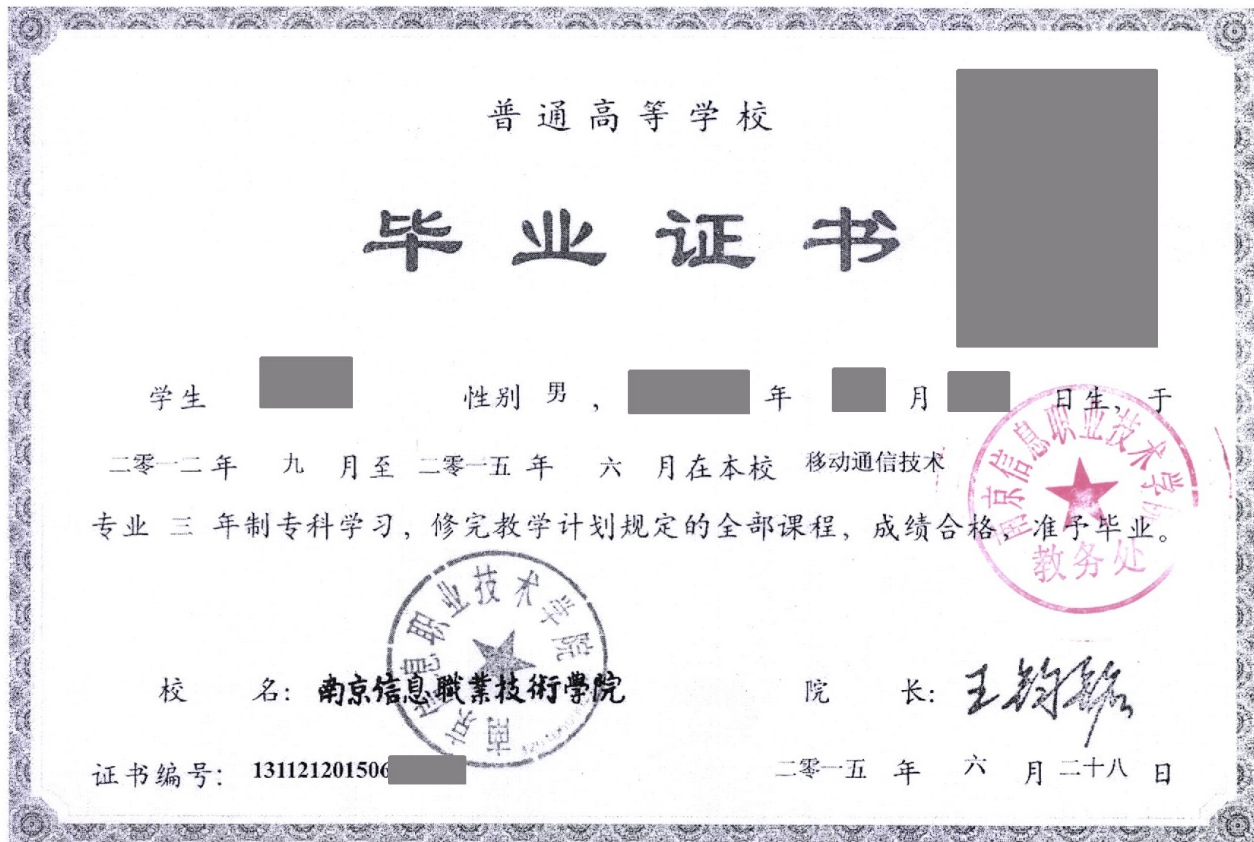 普通高等学校
毕业证书
学生 性别 男 , 年 月 日生, 于
二零一二年 九 月至 二零一五年 六 月在本校 移动通信技术
专业 三 年制专科学习, 修完教学计划规定的全部课程, 成绩合格, 准予毕业。
南京信息职业技术学院
教务处
南京信息职业技术学院
校 名: 南京信息職業技術學院 院 长: 王钧铭
证书编号: 131121201506 二零一五 年 六 月 二十八 日